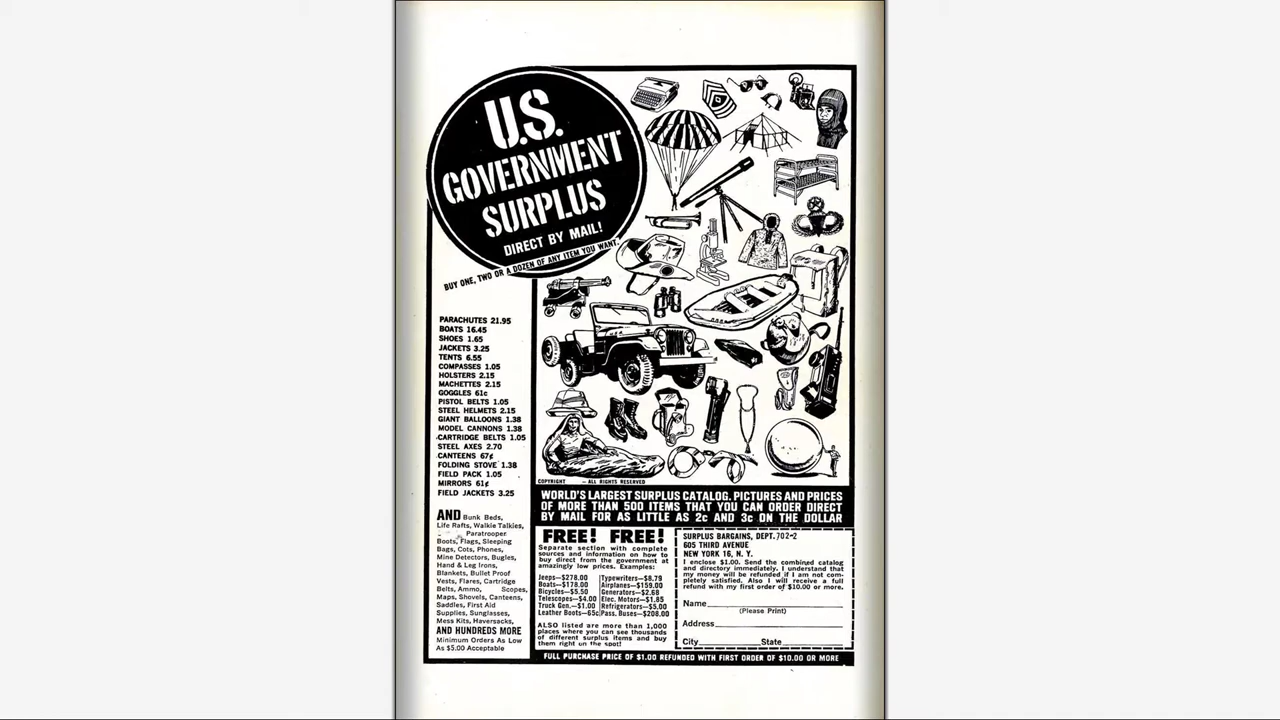 U.S.
GOVERNMENT
SURPLUS
DIRECT BY MAIL!
BUY ONE, TWO OR A DOZEN OF ANY ITEM YOU WANT.
PARACHUTES 21.95
BOATS 16.45
SHOES 1.65
JACKETS 3.25
TENTS 6.55
COMPASSES 1.05
HOLSTERS 2.15
MACHETTES 2.15
GOGGLES 61c
PISTOL BELTS 1.05
STEEL HELMETS 2.15
GIANT BALLOONS 1.38
MODEL CANNONS 1.38
CARTRIDGE BELTS 1.05
STEEL AXES 2.70
CANTEENS 67¢
FOLDING STOVE 1.38
FIELD PACK 1.05
MIRRORS 61¢
FIELD JACKETS 3.25
AND Bunk Beds,
Life Rafts, Walkie Talkies,
Paratrooper
Boots, Flags, Sleeping
Bags, Cots, Phones,
Mine Detectors, Bugles,
Hand & Leg Irons,
Blankets, Bullet Proof
Vests, Flares, Cartridge
Belts, Ammo, Scopes,
Maps, Shovels, Canteens,
Saddles, First Aid
Supplies, Sunglasses,
Mess Kits, Haversacks,
AND HUNDREDS MORE
Minimum Orders As Low
As $5.00 Acceptable
COPYRIGHT — ALL RIGHTS RESERVED
WORLD'S LARGEST SURPLUS CATALOG. PICTURES AND PRICES
OF MORE THAN 500 ITEMS THAT YOU CAN ORDER DIRECT
BY MAIL FOR AS LITTLE AS 2c AND 3c ON THE DOLLAR
FREE! FREE!
Separate section with complete
sources and information on how to
buy direct from the government at
amazingly low prices. Examples:
Jeeps—$278.00
Boats—$178.00
Bicycles—$5.50
Telescopes—$4.00
Truck Gen.—$1.00
Leather Boots—65c
Typewriters—$8.79
Airplanes—$159.00
Generators—$2.68
Elec. Motors—$1.85
Refrigerators—$5.00
Pass. Buses—$208.00
ALSO listed are more than 1,000
places where you can see thousands
of different surplus items and buy
them right on the spot!
SURPLUS BARGAINS, DEPT. 702-2
605 THIRD AVENUE
NEW YORK 16, N. Y.
I enclose $1.00. Send the combined catalog
and directory immediately. I understand that
my money will be refunded if I am not com-
pletely satisfied. Also I will receive a full
refund with my first order of $10.00 or more.
Name
(Please Print)
Address
City State
FULL PURCHASE PRICE OF $1.00 REFUNDED WITH FIRST ORDER OF $10.00 OR MORE